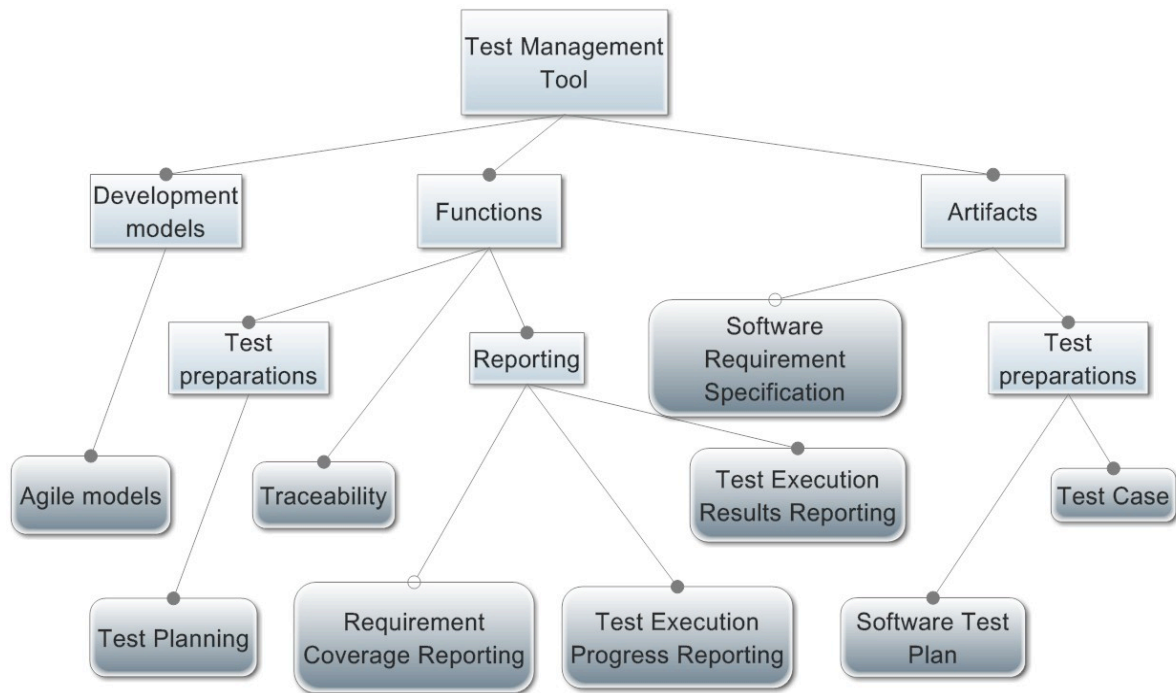 Test Management
Tool
Development
models
Functions
Artifacts
Test
preparations
Reporting
Software
Requirement
Specification
Test
preparations
Agile models
Traceability
Test Execution
Results Reporting
Test Case
Test Planning
Requirement
Coverage Reporting
Test Execution
Progress Reporting
Software Test
Plan